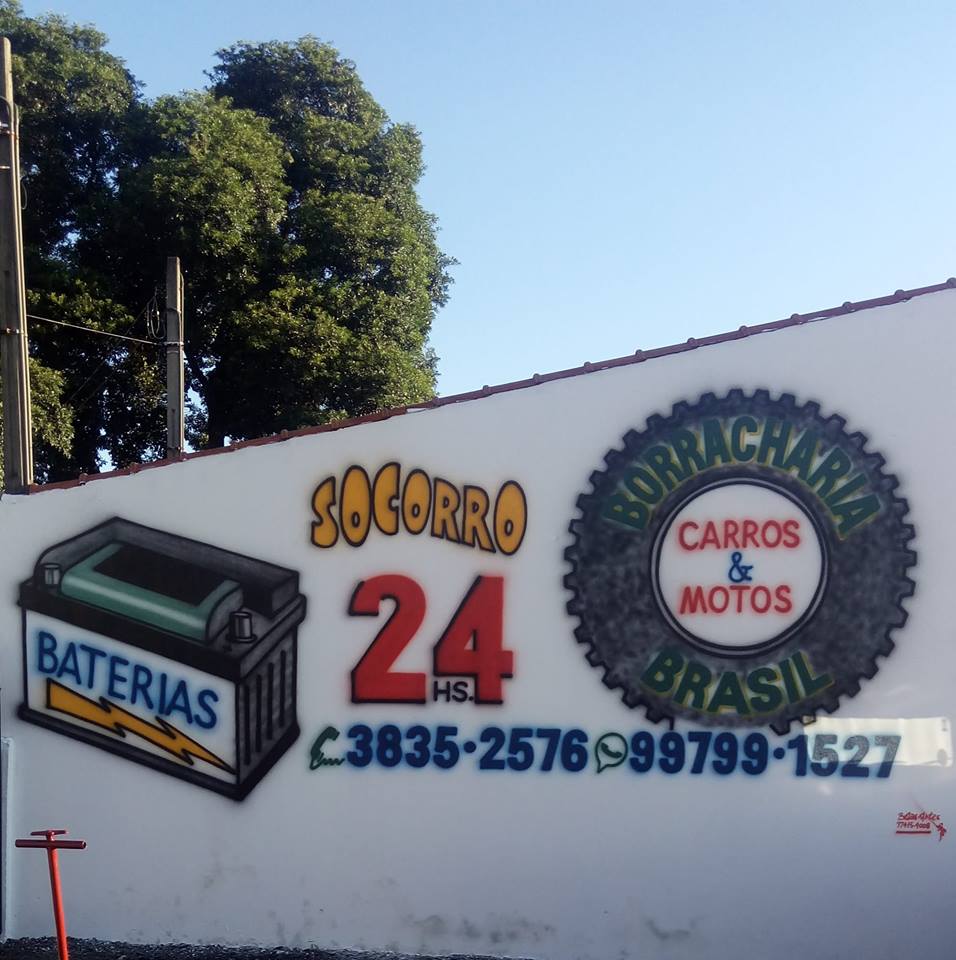 SOCORRO
24
HS.
BATERIAS
BORRACHARIA
CARROS
&
MOTOS
BRASIL
3835·2576 99799·1527